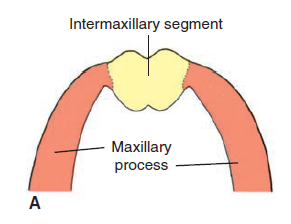 Intermaxillary segment
Maxillary
process
A